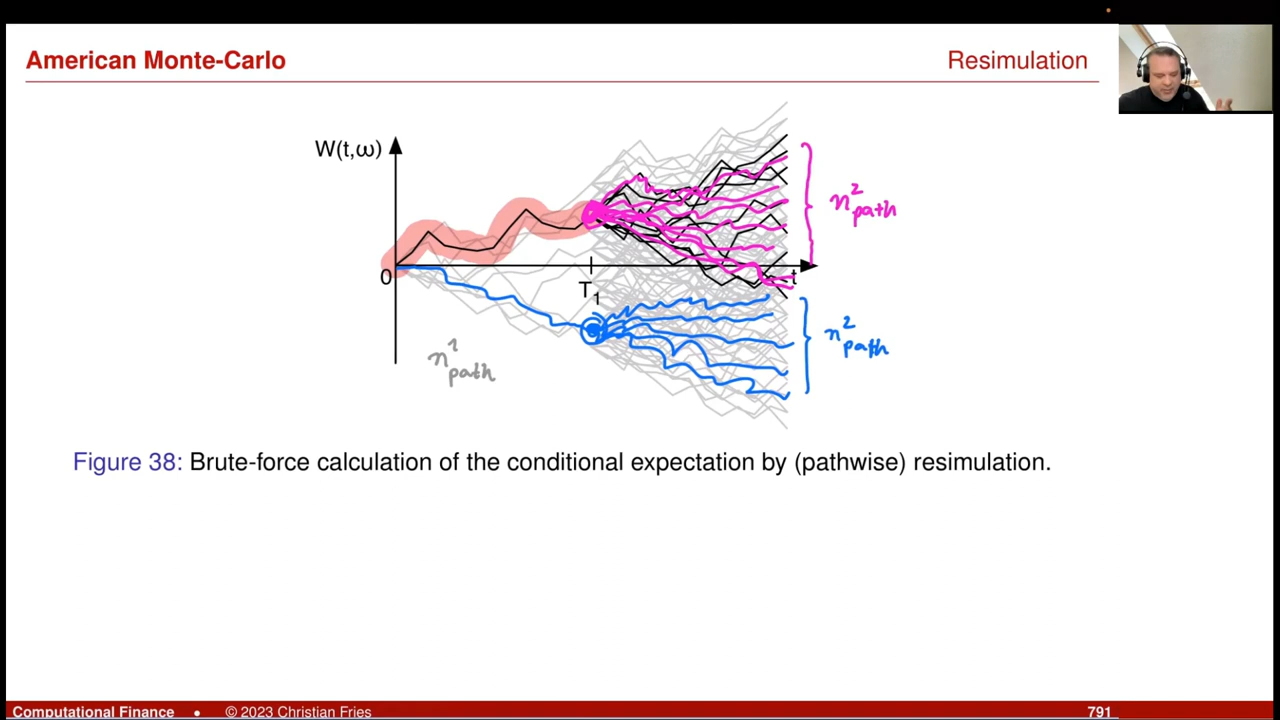 American Monte-Carlo
Resimulation
W(t,ω)
0
T₁
t
n¹path
n²path
n²path
Figure 38: Brute-force calculation of the conditional expectation by (pathwise) resimulation.
Computational Finance • © 2023 Christian Fries 791